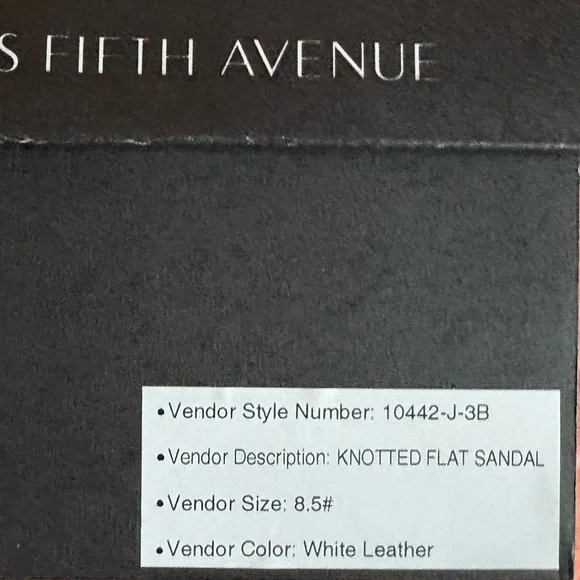 S FIFTH AVENUE
•Vendor Style Number: 10442-J-3B
•Vendor Description: KNOTTED FLAT SANDAL
•Vendor Size: 8.5#
•Vendor Color: White Leather